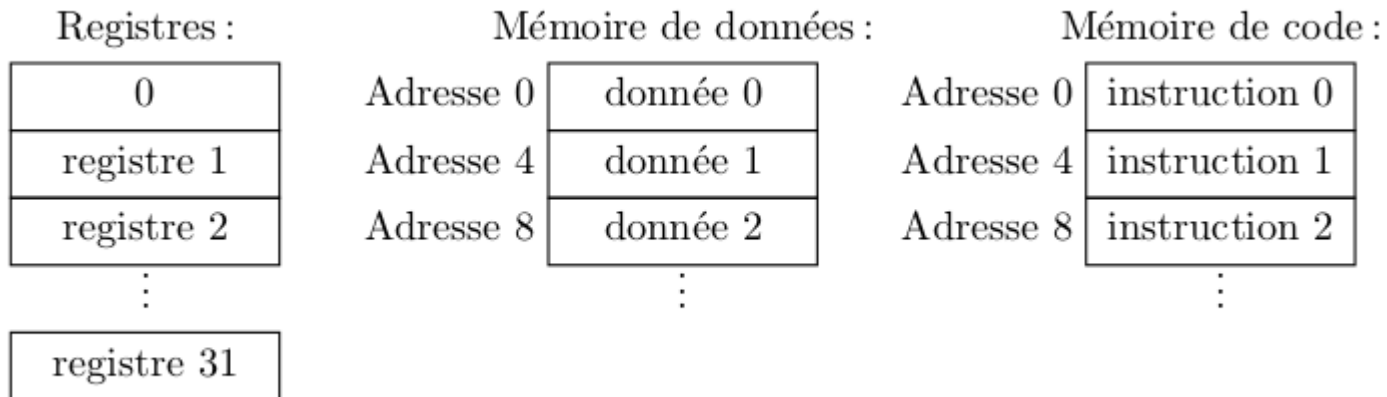 Registres :
0
registre 1
registre 2
⋮
registre 31
Mémoire de données :
Adresse 0 donnée 0
Adresse 4 donnée 1
Adresse 8 donnée 2
⋮
Mémoire de code :
Adresse 0 instruction 0
Adresse 4 instruction 1
Adresse 8 instruction 2
⋮